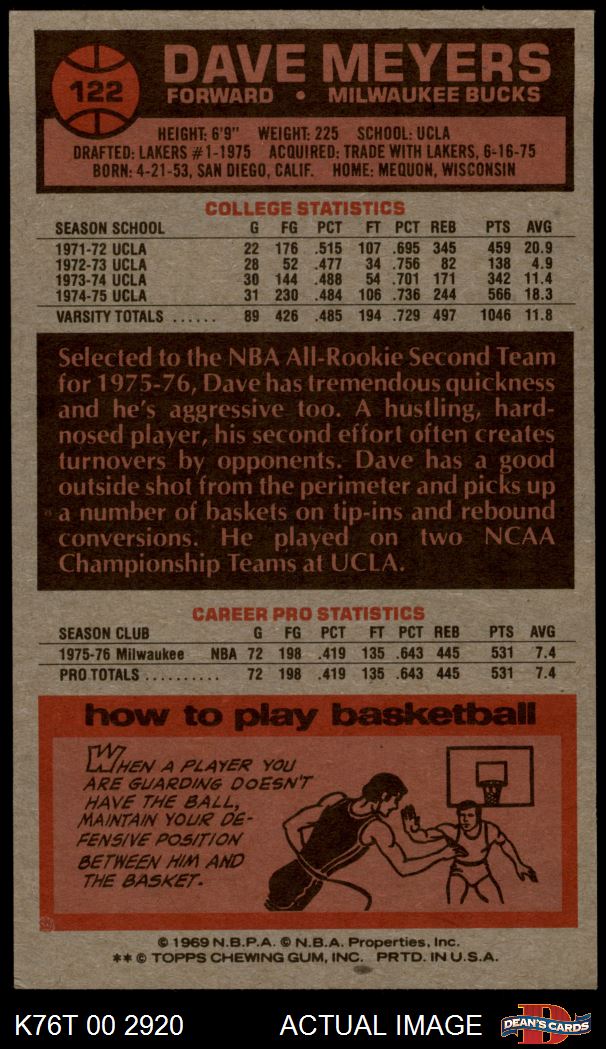 122
DAVE MEYERS
FORWARD • MILWAUKEE BUCKS
HEIGHT: 6'9" WEIGHT: 225 SCHOOL: UCLA
DRAFTED: LAKERS #1-1975 ACQUIRED: TRADE WITH LAKERS, 6-16-75
BORN: 4-21-53, SAN DIEGO, CALIF. HOME: MEQUON, WISCONSIN
COLLEGE STATISTICS
SEASON SCHOOL G FG PCT FT PCT REB PTS AVG
1971-72 UCLA 22 176 .515 107 .695 345 459 20.9
1972-73 UCLA 28 52 .477 34 .756 82 138 4.9
1973-74 UCLA 30 144 .488 54 .701 171 342 11.4
1974-75 UCLA 31 230 .484 106 .736 244 566 18.3
VARSITY TOTALS ...... 89 426 .485 194 .729 497 1046 11.8
Selected to the NBA All-Rookie Second Team
for 1975-76, Dave has tremendous quickness
and he's aggressive too. A hustling, hard-
nosed player, his second effort often creates
turnovers by opponents. Dave has a good
outside shot from the perimeter and picks up
a number of baskets on tip-ins and rebound
conversions. He played on two NCAA
Championship Teams at UCLA.
CAREER PRO STATISTICS
SEASON CLUB G FG PCT FT PCT REB PTS AVG
1975-76 Milwaukee NBA 72 198 .419 135 .643 445 531 7.4
PRO TOTALS .......... 72 198 .419 135 .643 445 531 7.4
how to play basketball
WHEN A PLAYER YOU
ARE GUARDING DOESN'T
HAVE THE BALL,
MAINTAIN YOUR DE-
FENSIVE POSITION
BETWEEN HIM AND
THE BASKET.
© 1969 N.B.P.A. © N.B.A. Properties, Inc.
** © TOPPS CHEWING GUM, INC. PRTD. IN U.S.A.
K76T 00 2920 ACTUAL IMAGE DEAN'S CARDS